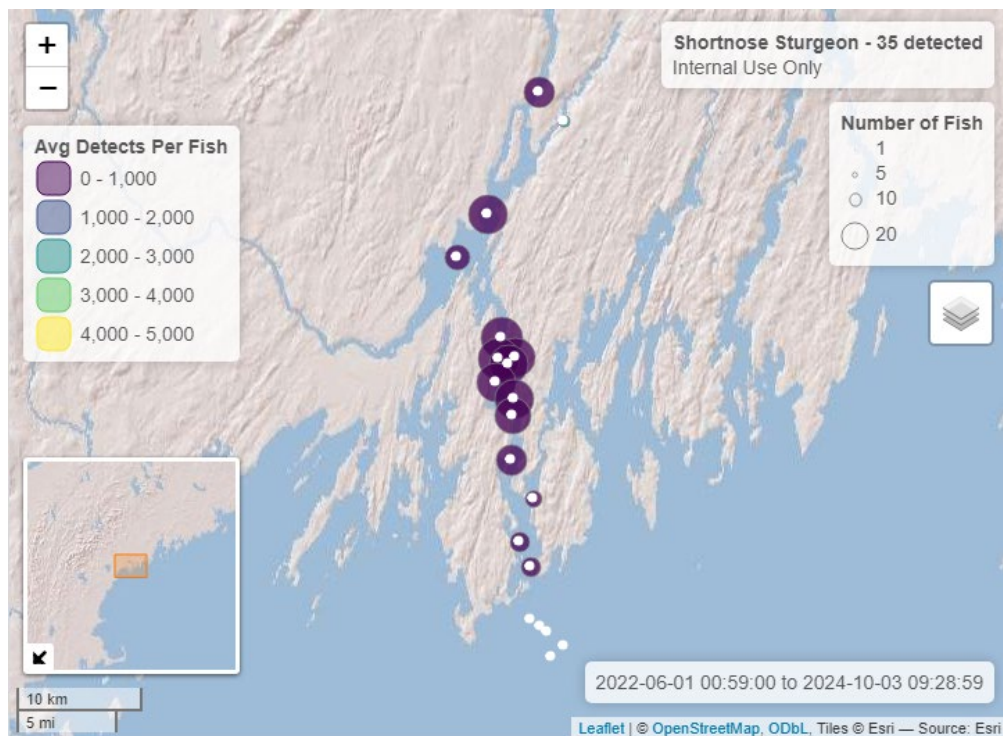 +
−
Shortnose Sturgeon - 35 detected
Internal Use Only
Avg Detects Per Fish
0 - 1,000
1,000 - 2,000
2,000 - 3,000
3,000 - 4,000
4,000 - 5,000
Number of Fish
1
5
10
20
10 km
5 mi
2022-06-01 00:59:00 to 2024-10-03 09:28:59
Leaflet | © OpenStreetMap, ODbL, Tiles © Esri — Source: Esri